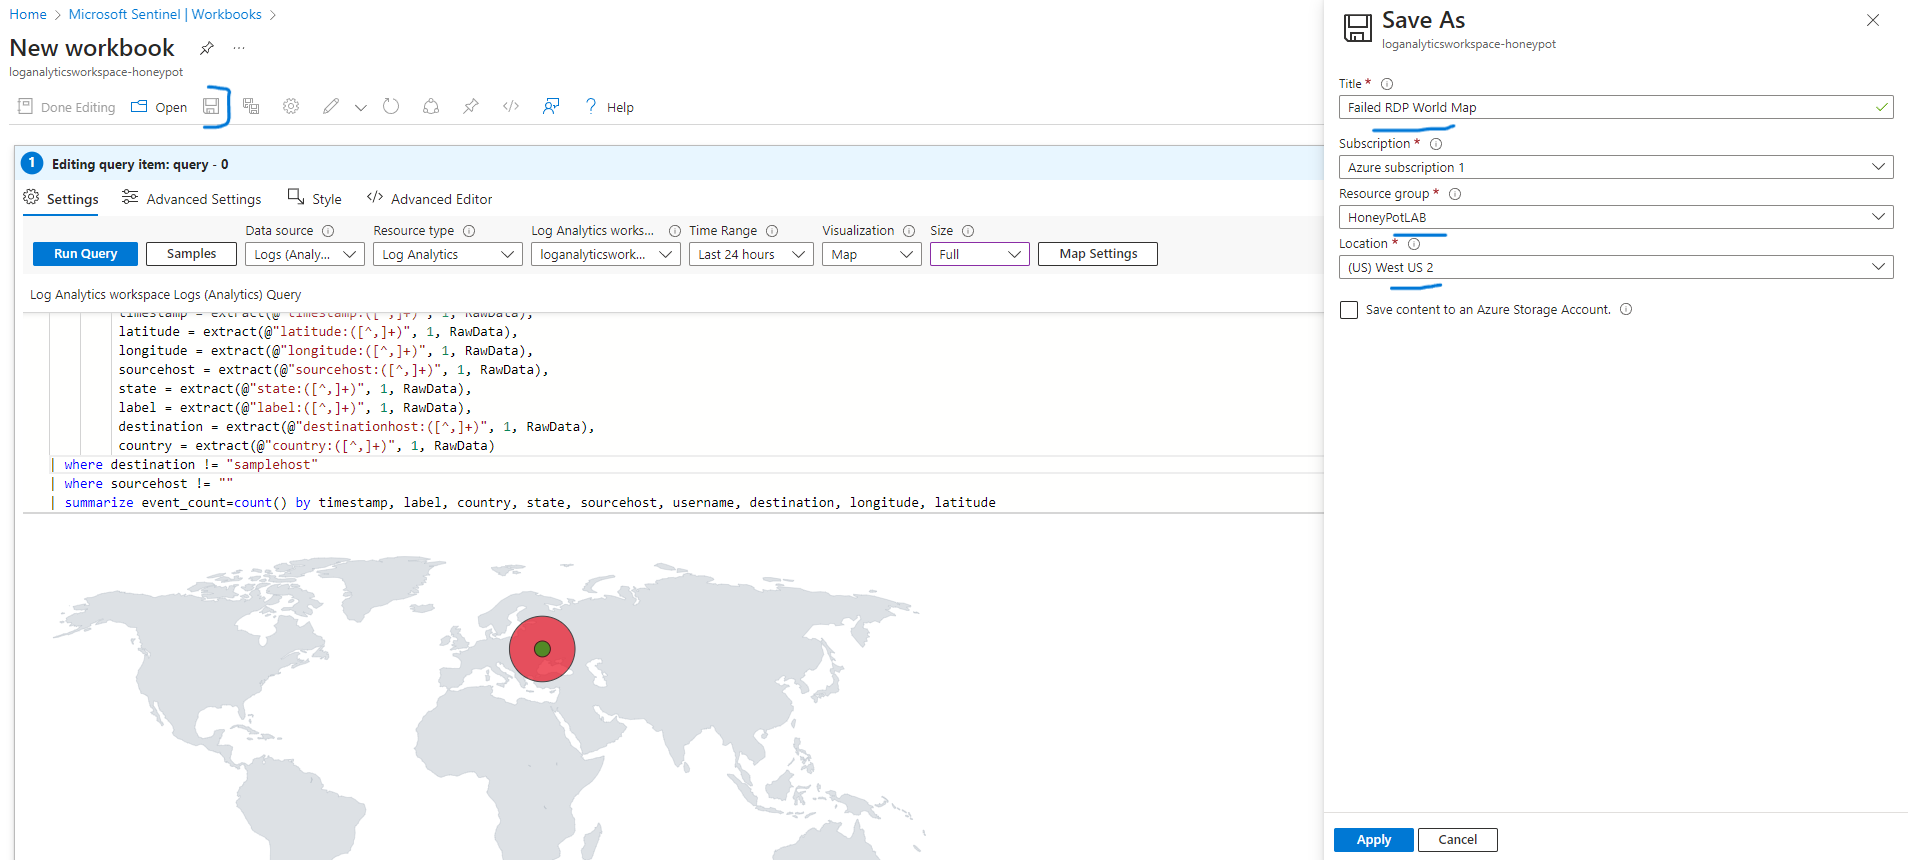 Home > Microsoft Sentinel | Workbooks >
New workbook
loganalyticsworkspace-honeypot
Done Editing Open Help
1 Editing query item: query - 0
Settings Advanced Settings Style </> Advanced Editor
Data source Resource type Log Analytics works... Time Range Visualization Size
Run Query Samples Logs (Analy... Log Analytics loganalyticswork... Last 24 hours Map Full Map Settings
Log Analytics workspace Logs (Analytics) Query
timestamp = extract(@"timestamp:([^,]+)", 1, RawData),
latitude = extract(@"latitude:([^,]+)", 1, RawData),
longitude = extract(@"longitude:([^,]+)", 1, RawData),
sourcehost = extract(@"sourcehost:([^,]+)", 1, RawData),
state = extract(@"state:([^,]+)", 1, RawData),
label = extract(@"label:([^,]+)", 1, RawData),
destination = extract(@"destinationhost:([^,]+)", 1, RawData),
country = extract(@"country:([^,]+)", 1, RawData)
| where destination != "samplehost"
| where sourcehost != ""
| summarize event_count=count() by timestamp, label, country, state, sourcehost, username, destination, longitude, latitude
Save As
loganalyticsworkspace-honeypot
Title *
Failed RDP World Map
Subscription *
Azure subscription 1
Resource group *
HoneyPotLAB
Location *
(US) West US 2
Save content to an Azure Storage Account.
Apply Cancel